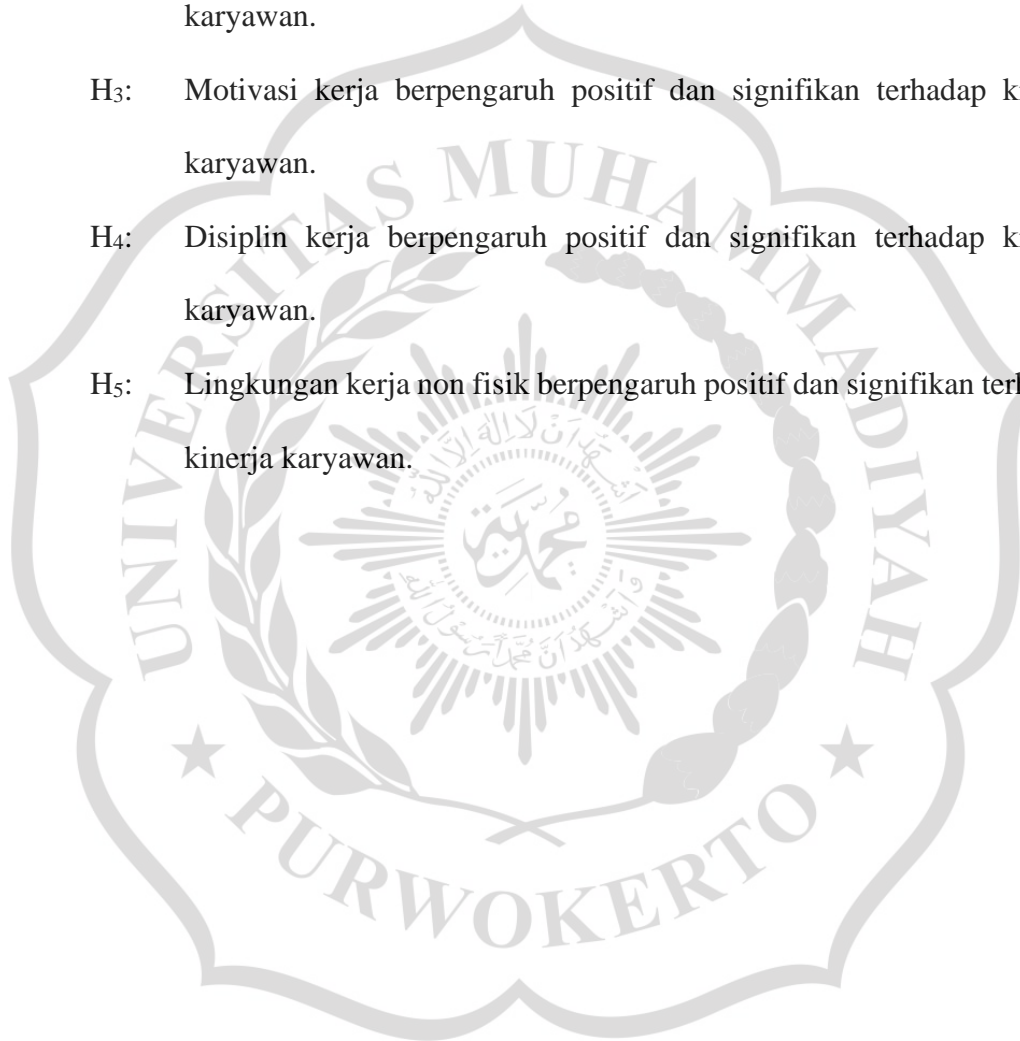 karyawan.
H3: Motivasi kerja berpengaruh positif dan signifikan terhadap
karyawan.
H4: Disiplin kerja berpengaruh positif dan signifikan terhadap
karyawan.
H5: Lingkungan kerja non fisik berpengaruh positif dan signifikan
kinerja karyawan.
UNIVERSITAS MUHAMMADIYAH
PURWOKERTO